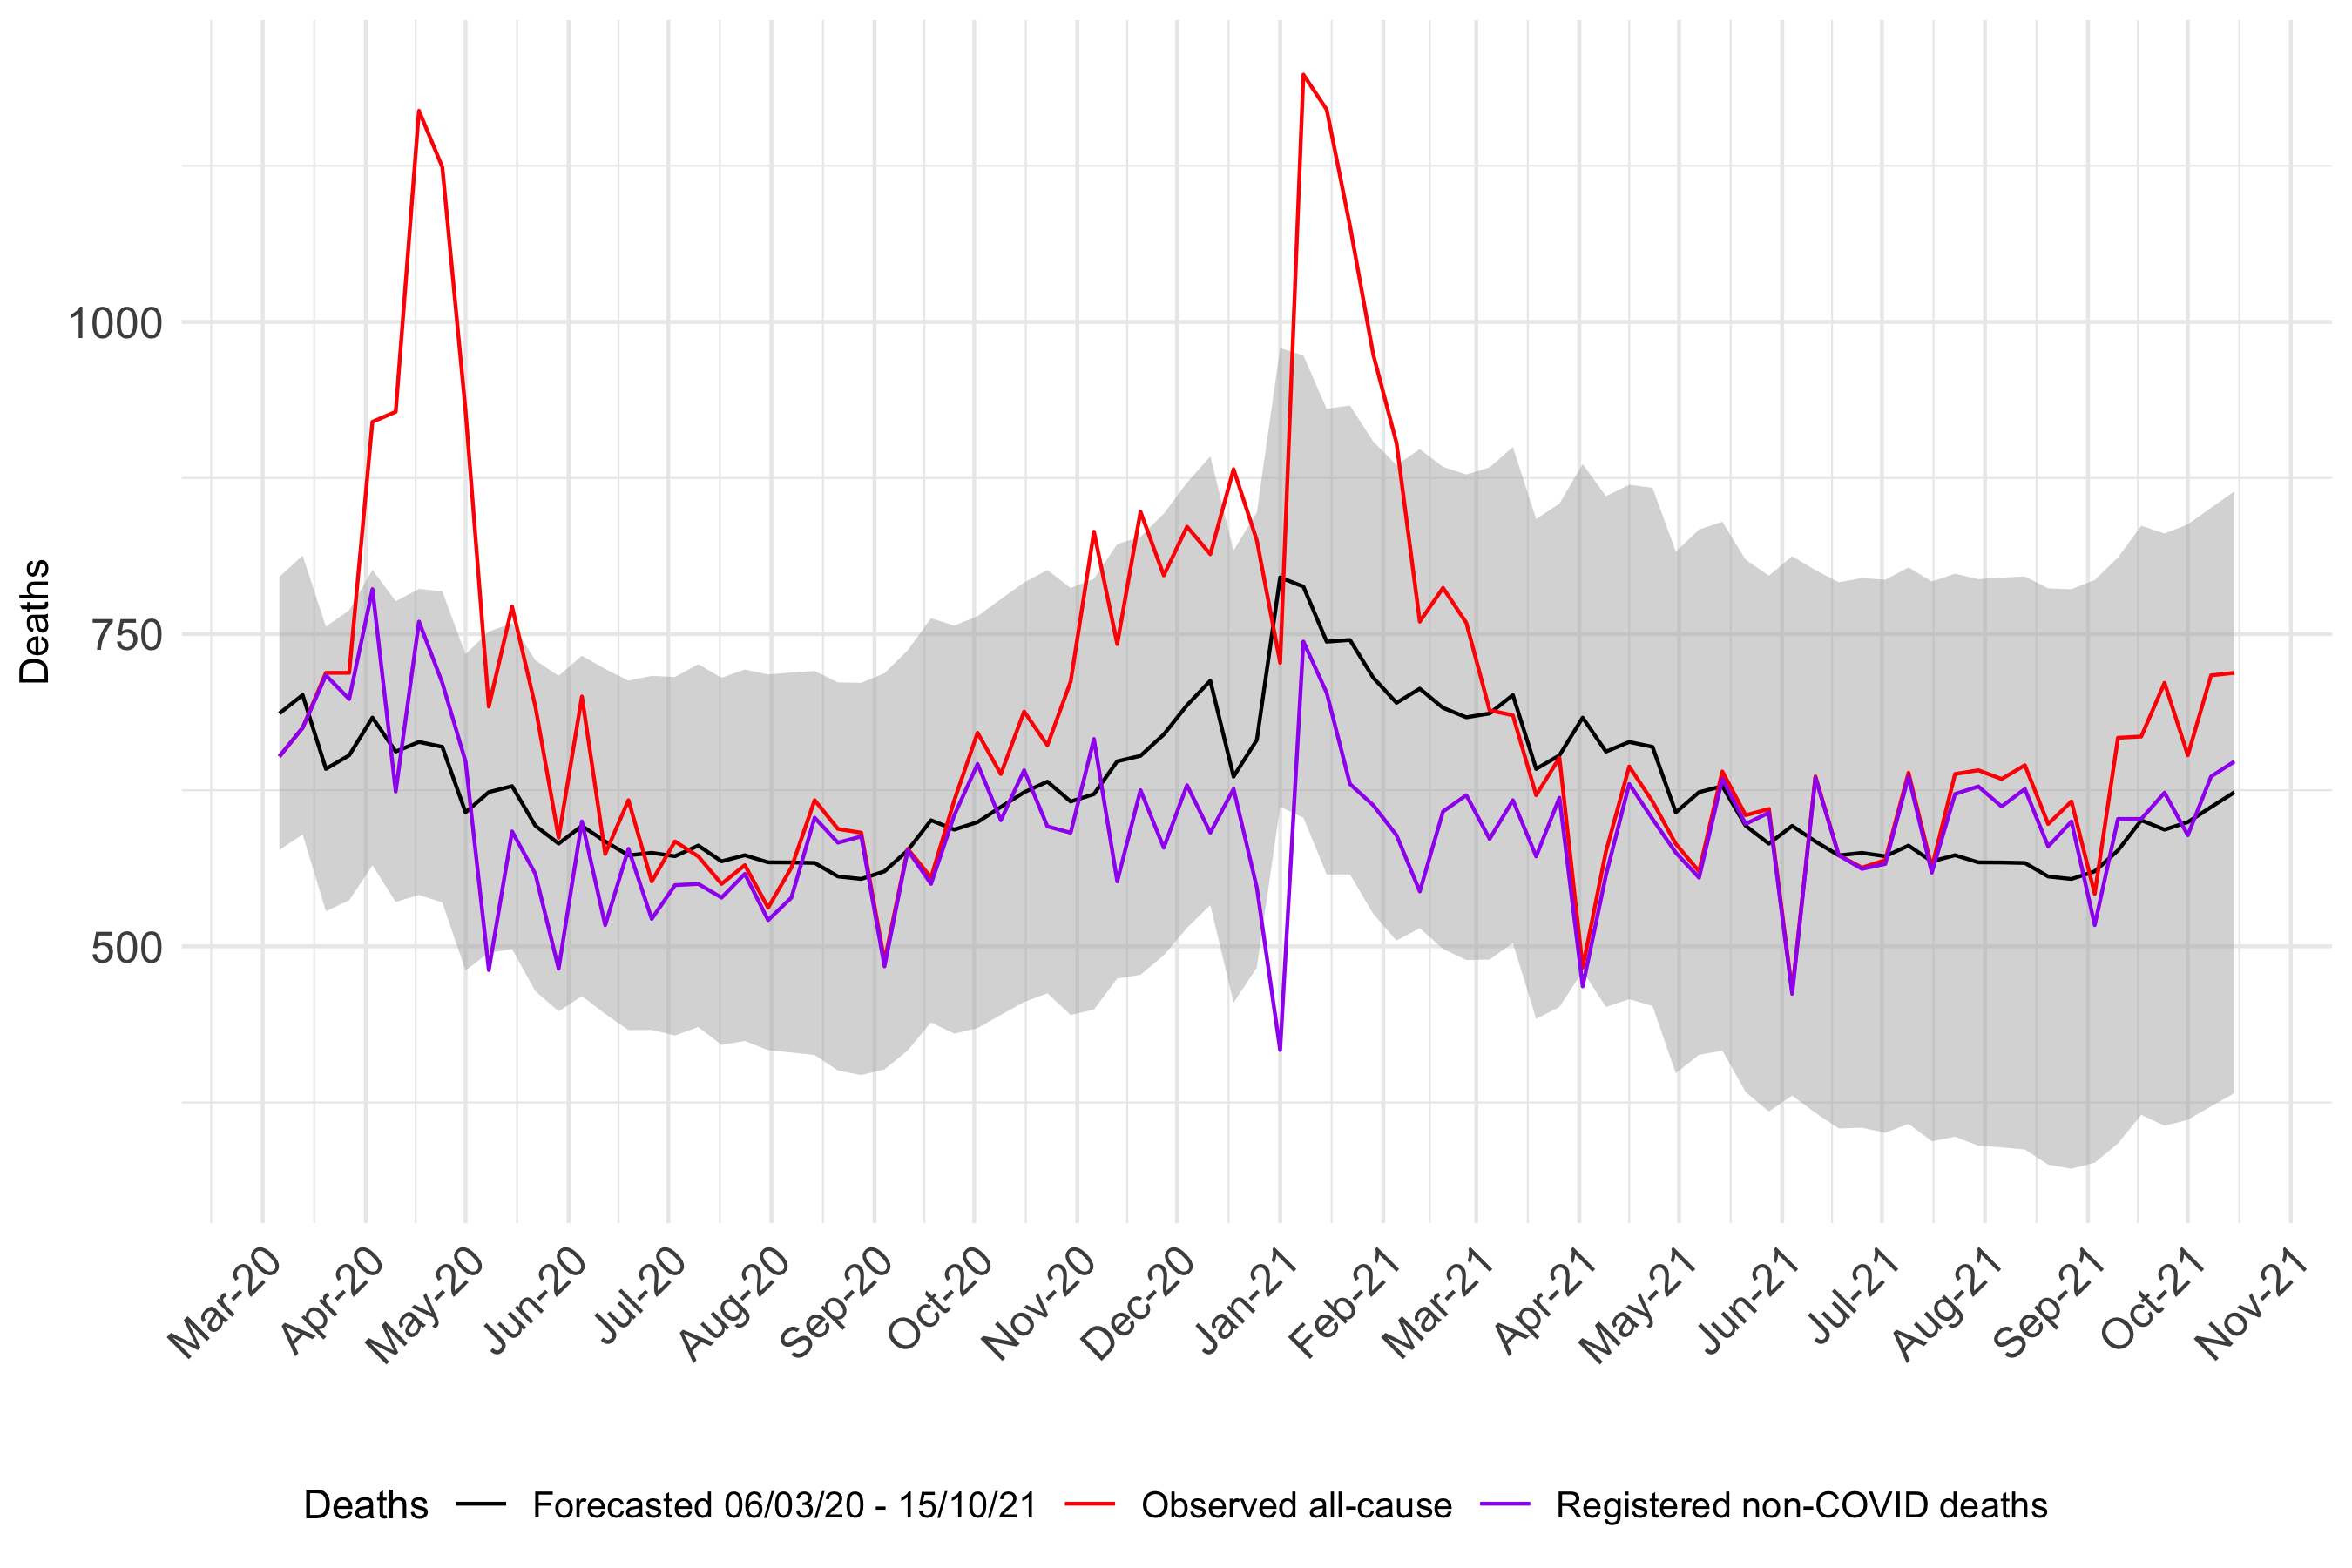 Deaths
1000
750
500
Mar-20
Apr-20
May-20
Jun-20
Jul-20
Aug-20
Sep-20
Oct-20
Nov-20
Dec-20
Jan-21
Feb-21
Mar-21
Apr-21
May-21
Jun-21
Jul-21
Aug-21
Sep-21
Oct-21
Nov-21
Deaths Forecasted 06/03/20 - 15/10/21 Observed all-cause Registered non-COVID deaths